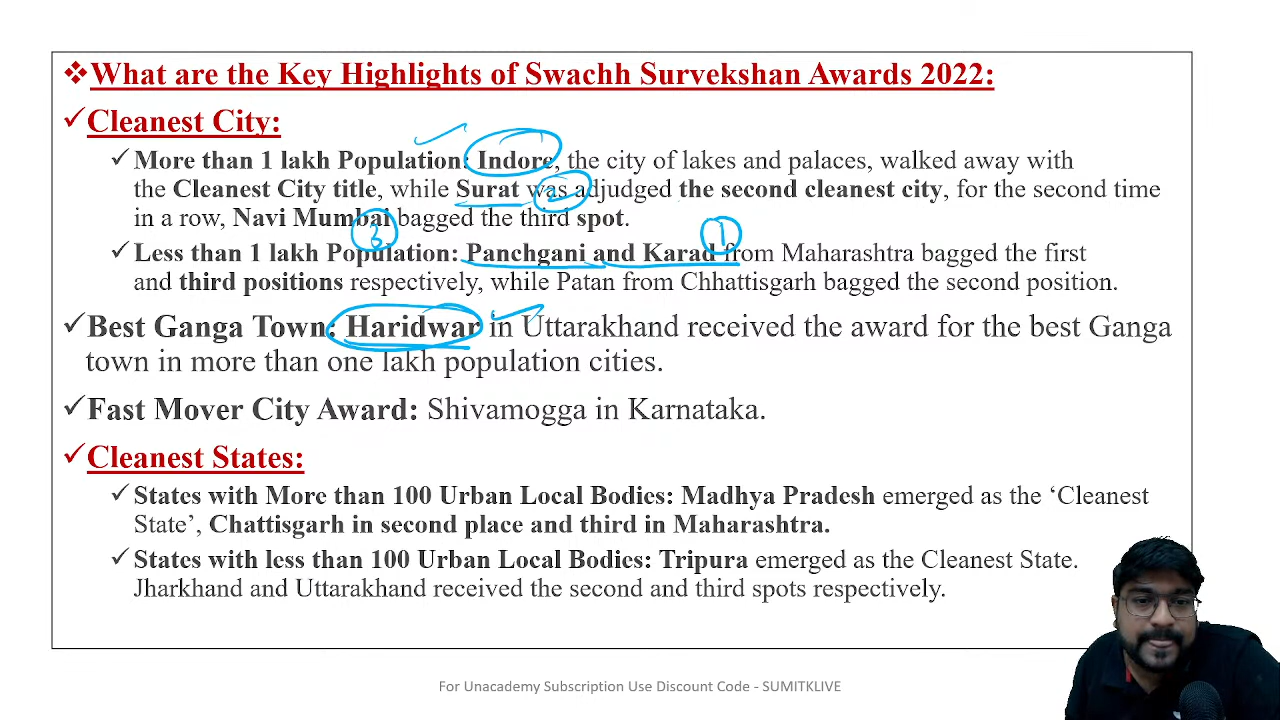 ❖What are the Key Highlights of Swachh Survekshan Awards 2022:
✓Cleanest City:
✓More than 1 lakh Population: Indore, the city of lakes and palaces, walked away with
the Cleanest City title, while Surat was adjudged the second cleanest city, for the second time
2
in a row, Navi Mumbai bagged the third spot.
3
1
✓Less than 1 lakh Population: Panchgani and Karad from Maharashtra bagged the first
and third positions respectively, while Patan from Chhattisgarh bagged the second position.
✓Best Ganga Town: Haridwar in Uttarakhand received the award for the best Ganga
town in more than one lakh population cities.
✓Fast Mover City Award: Shivamogga in Karnataka.
✓Cleanest States:
✓States with More than 100 Urban Local Bodies: Madhya Pradesh emerged as the ‘Cleanest
State’, Chattisgarh in second place and third in Maharashtra.
✓States with less than 100 Urban Local Bodies: Tripura emerged as the Cleanest State.
Jharkhand and Uttarakhand received the second and third spots respectively.
For Unacademy Subscription Use Discount Code - SUMITKLIVE